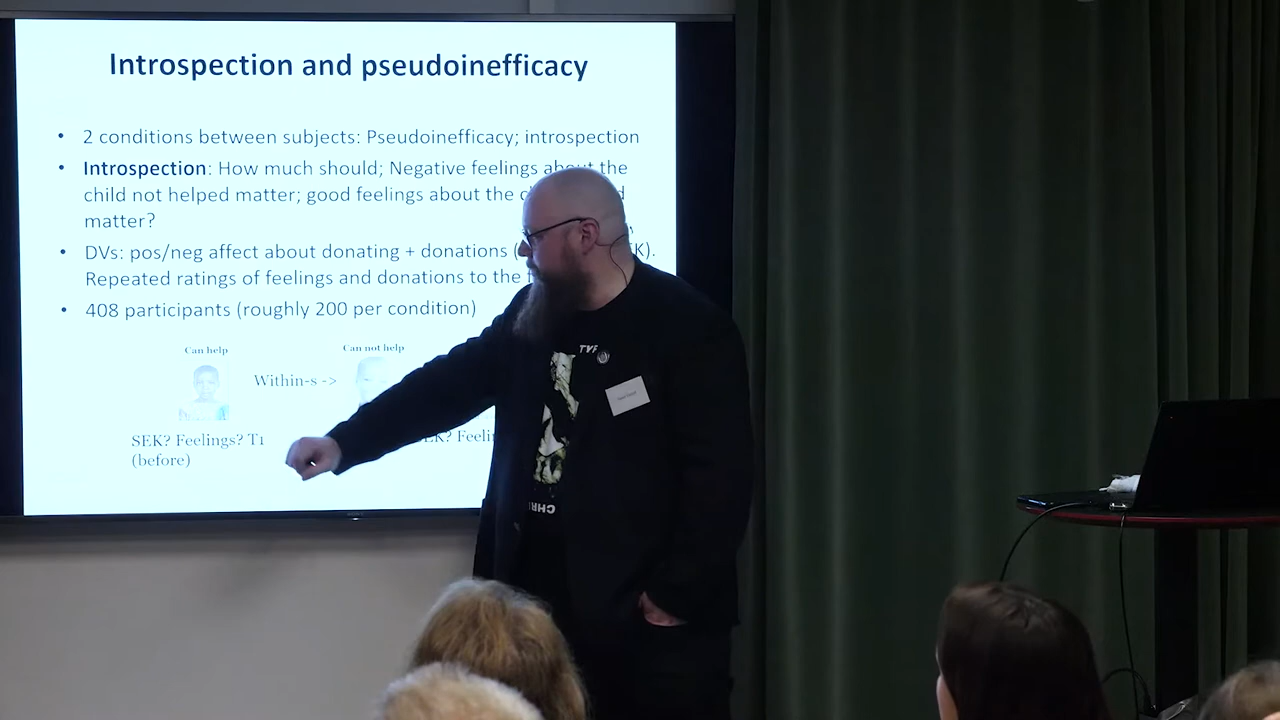 Introspection and pseudoinefficacy
• 2 conditions between subjects: Pseudoinefficacy; introspection
• Introspection: How much should; Negative feelings about the
child not helped matter; good feelings about the
matter?
• DVs: pos/neg affect about donating + donations (
Repeated ratings of feelings and donations to the
• 408 participants (roughly 200 per condition)
Can help
Can not help
Within-s ->
SEK? Feelings? T1
(before)